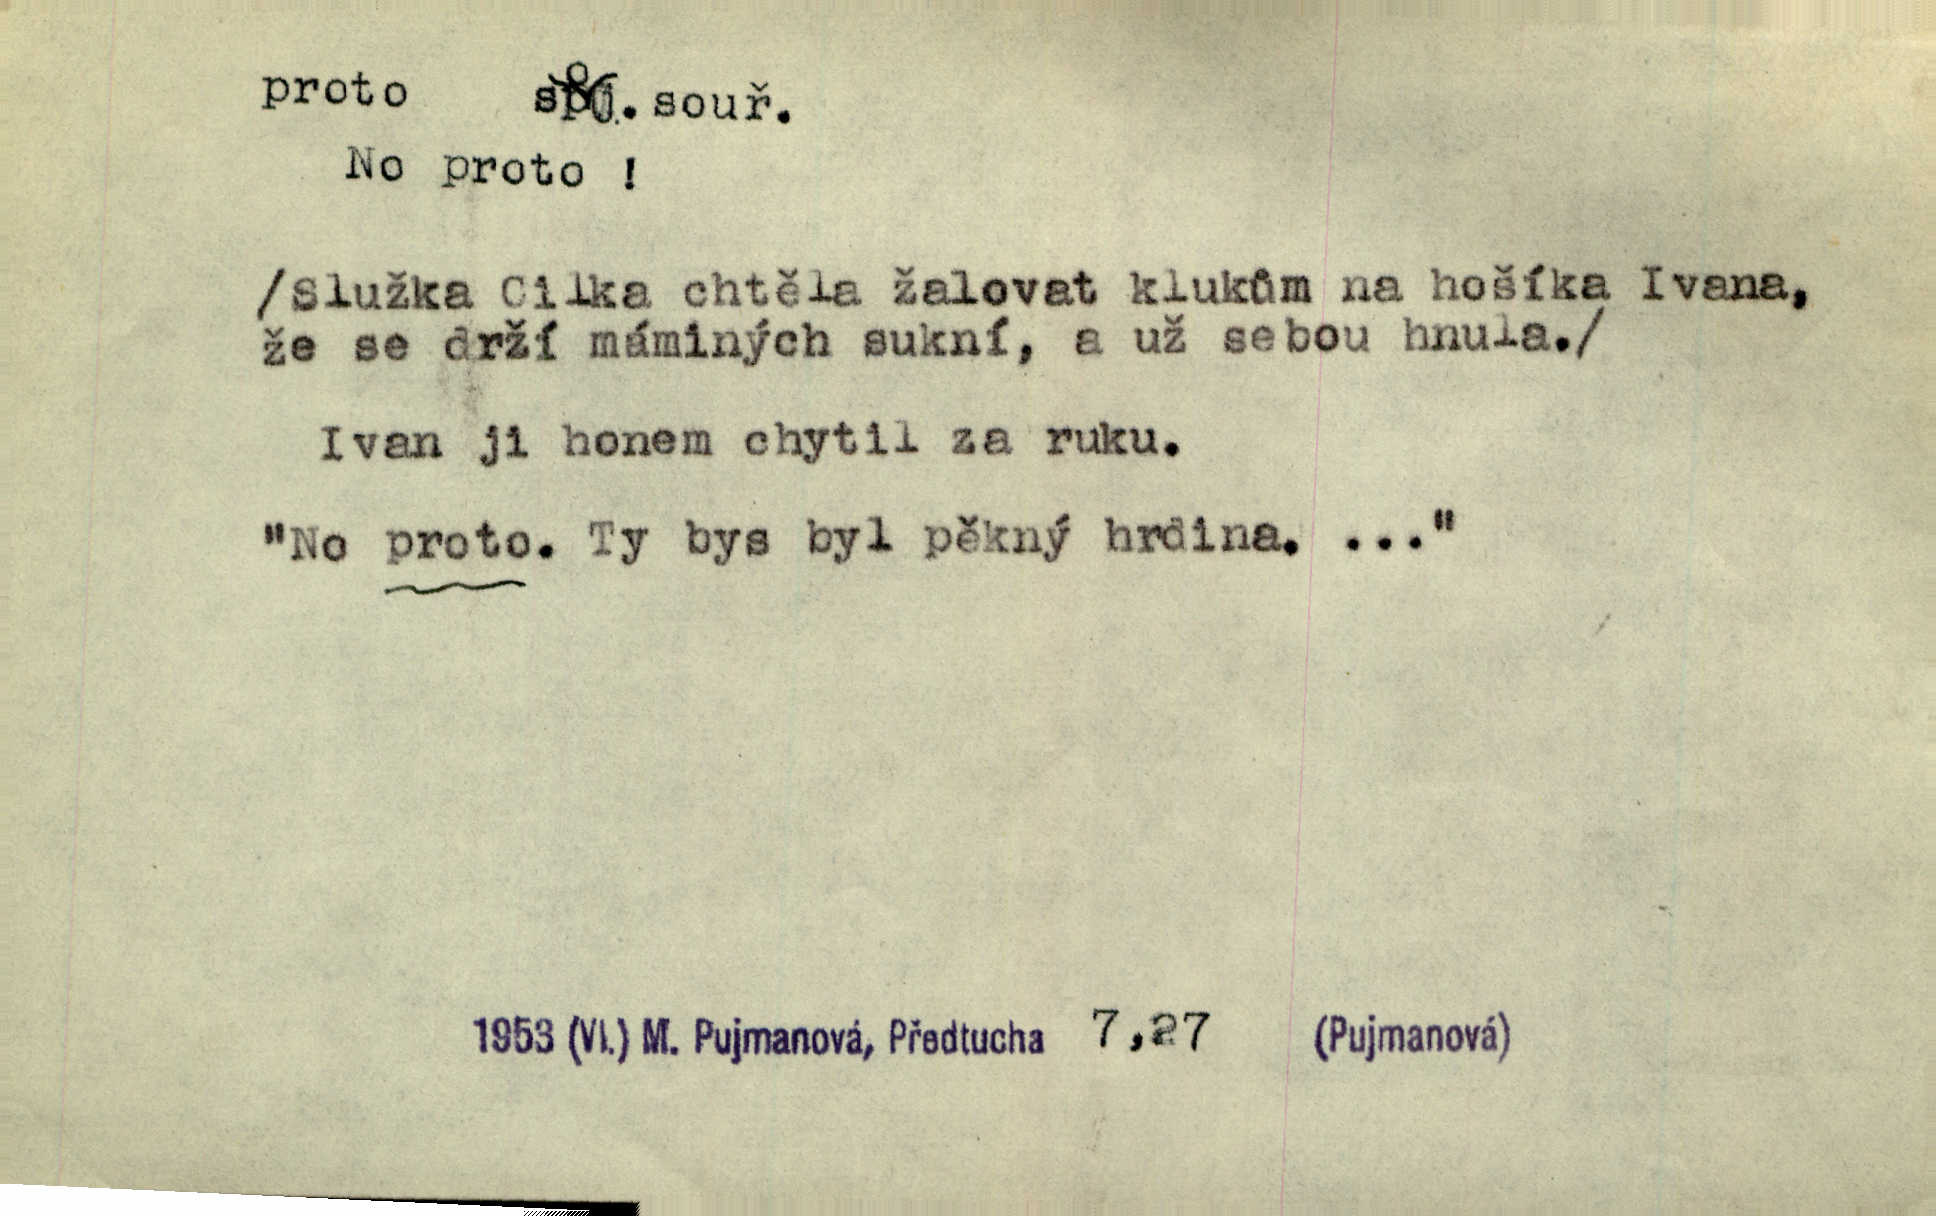 proto spj. souř.
No proto !
/Služka Cilka chtěla žalovat klukům na hošíka Ivana,
že se drží máminých sukní, a už sebou hnula./
Ivan ji honem chytil za ruku.
"No proto. Ty bys byl pěkný hrdina. ..."
1953 (VI.) M. Pujmanová, Předtucha 7,27 (Pujmanová)